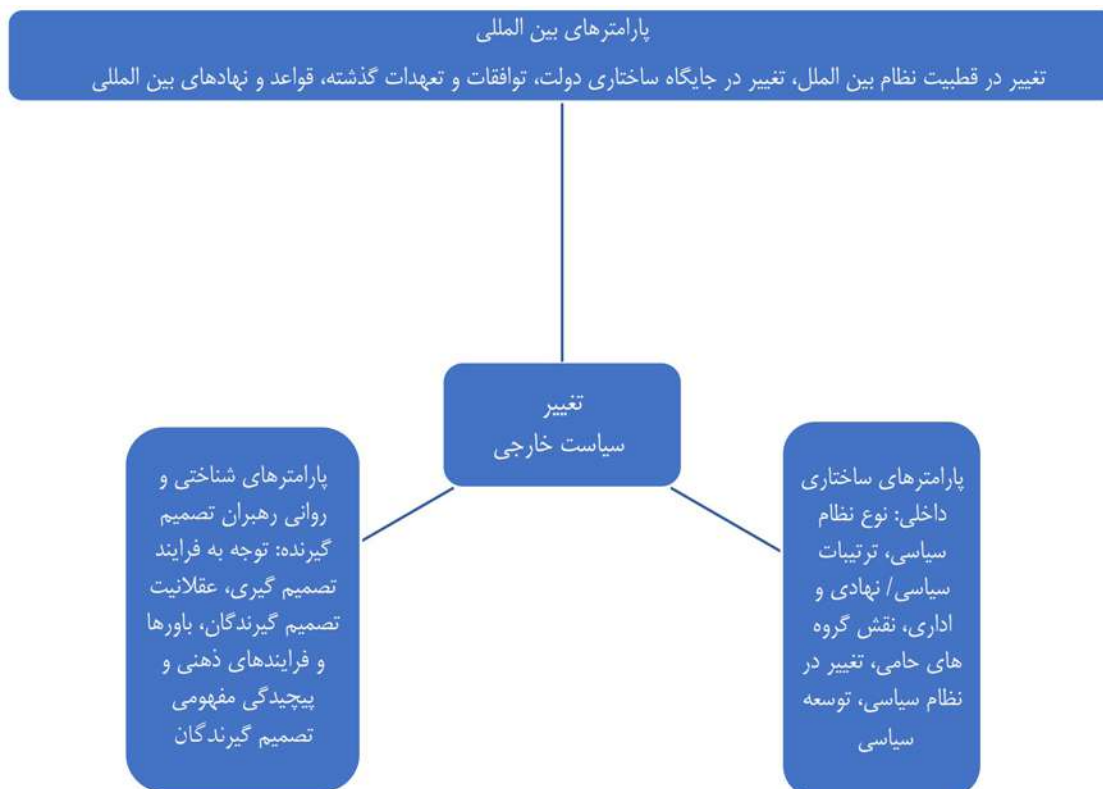 پارامترهای بین المللی
تغییر در قطبیت نظام بین الملل، تغییر در جایگاه ساختاری دولت، توافقات و تعهدات گذشته، قواعد و نهادهای بین المللی
تغییر
سیاست خارجی
پارامترهای ساختاری
داخلی: نوع نظام
سیاسی، ترتیبات
سیاسی/ نهادی و
اداری، نقش گروه
های حامی، تغییر در
نظام سیاسی، توسعه
سیاسی
پارامترهای شناختی و
روانی رهبران تصمیم
گیرنده: توجه به فرایند
تصمیم گیری، عقلانیت
تصمیم گیرندگان، باورها
و فرایندهای ذهنی و
پیچیدگی مفهومی
تصمیم گیرندگان